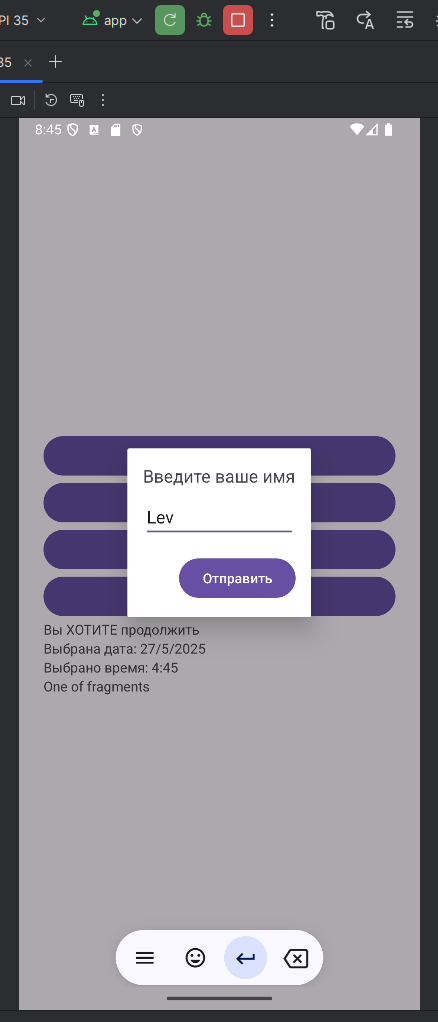 PI 35
app
35
8:45
Введите ваше имя
Lev
Отправить
Вы ХОТИТЕ продолжить
Выбрана дата: 27/5/2025
Выбрано время: 4:45
One of fragments